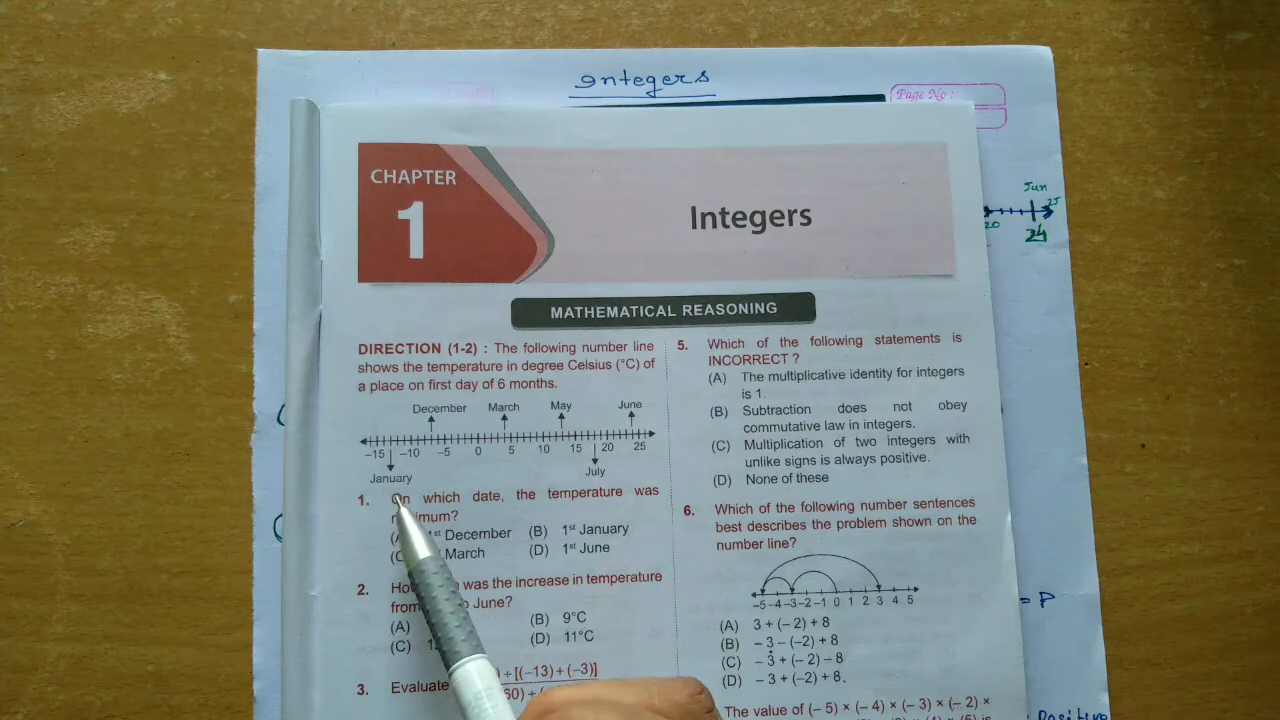 Integers
Page No :
Jun
25
20
24
CHAPTER
1
Integers
MATHEMATICAL REASONING
DIRECTION (1-2) : The following number line
shows the temperature in degree Celsius (°C) of
a place on first day of 6 months.
December March May June
–15 –10 –5 0 5 10 15 20 25
January July
1. On which date, the temperature was
?
1st December (B) 1st January
March (D) 1st June
2. was the increase in temperature
from June?
(A) (B) 9°C
(C) (D) 11°C
3. Evaluate ÷ [(–13) + (–3)]
5. Which of the following statements is
INCORRECT ?
(A) The multiplicative identity for integers
is 1.
(B) Subtraction does not obey
commutative law in integers.
(C) Multiplication of two integers with
unlike signs is always positive.
(D) None of these
6. Which of the following number sentences
best describes the problem shown on the
number line?
–5 –4 –3 –2 –1 0 1 2 3 4 5
(A) 3 + (– 2) + 8
(B) – 3 – (–2) + 8
(C) – 3 + (– 2) – 8
(D) – 3 + (–2) + 8.
The value of (– 5) × (– 4) × (– 3) × (– 2) ×
= P
Positive